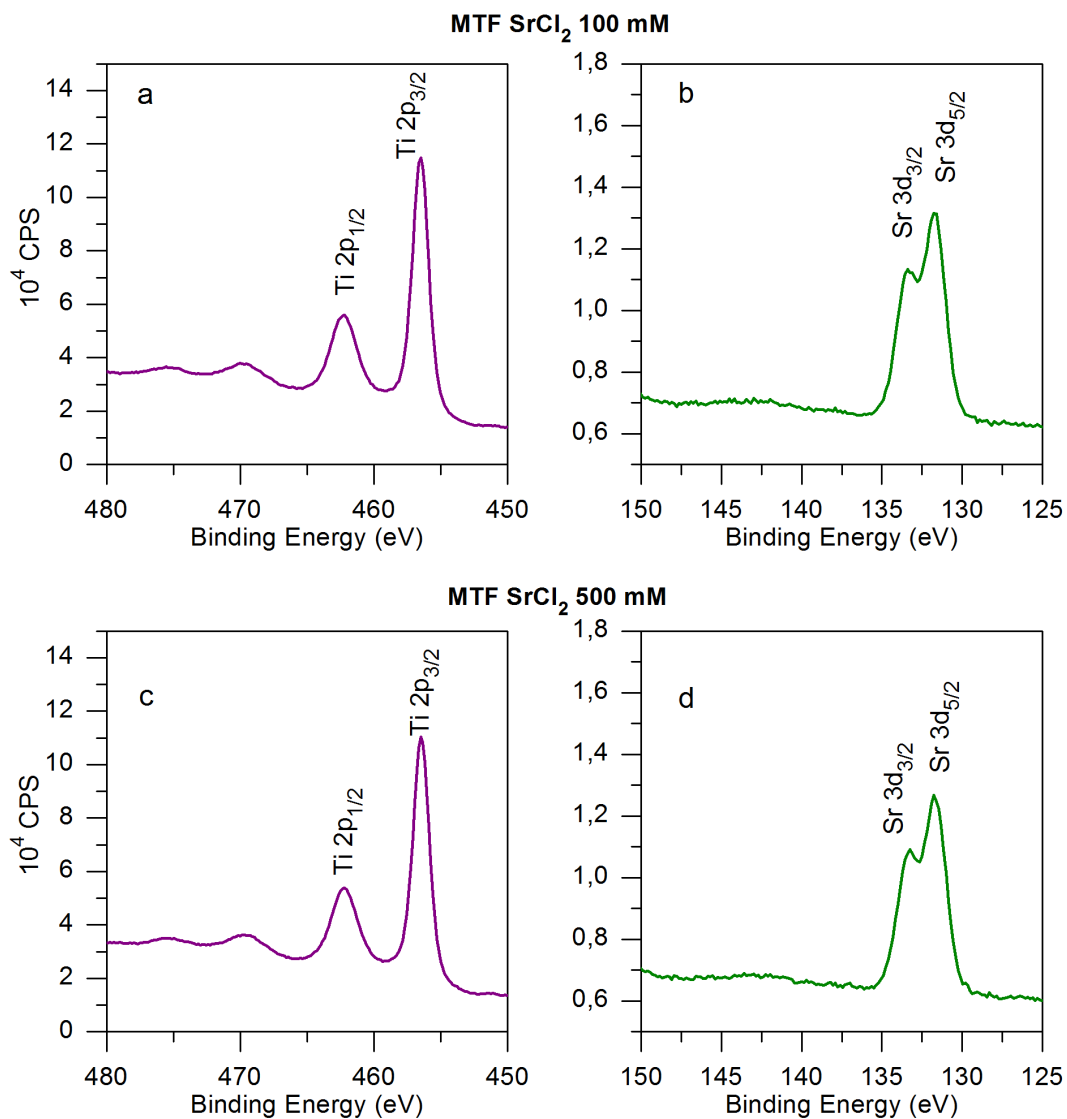 MTF SrCl₂ 100 mM
a
Ti 2p₁/₂
Ti 2p₃/₂
10⁴ CPS
14
12
10
8
6
4
2
0
480
470
460
450
Binding Energy (eV)
b
Sr 3d₃/₂
Sr 3d₅/₂
1,8
1,6
1,4
1,2
1,0
0,8
0,6
150
145
140
135
130
125
Binding Energy (eV)
MTF SrCl₂ 500 mM
c
Ti 2p₁/₂
Ti 2p₃/₂
10⁴ CPS
14
12
10
8
6
4
2
0
480
470
460
450
Binding Energy (eV)
d
Sr 3d₃/₂
Sr 3d₅/₂
1,8
1,6
1,4
1,2
1,0
0,8
0,6
150
145
140
135
130
125
Binding Energy (eV)